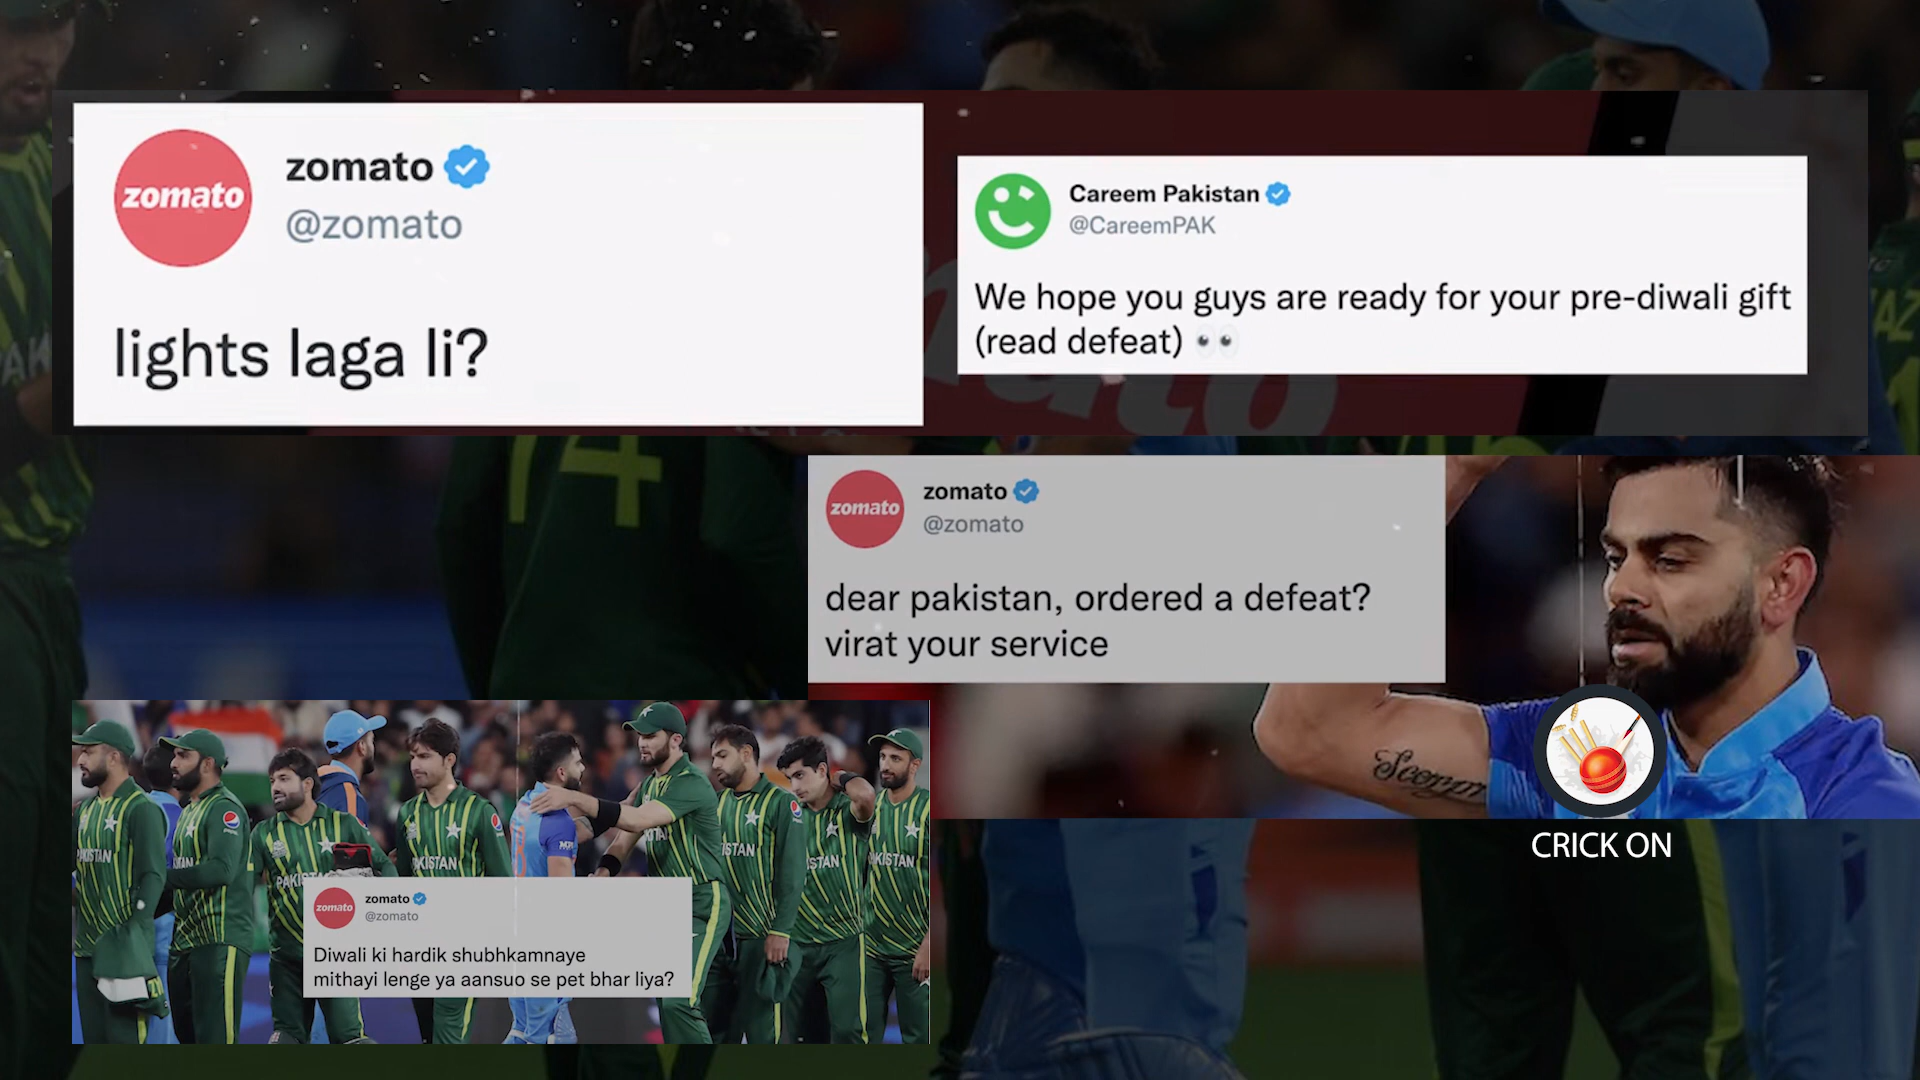 zomato
zomato
@zomato
lights laga li?
Careem Pakistan
@CareemPAK
We hope you guys are ready for your pre-diwali gift
(read defeat) 👀
zomato
zomato
@zomato
dear pakistan, ordered a defeat?
virat your service
CRICK ON
zomato
zomato
@zomato
Diwali ki hardik shubhkamnaye
mithayi lenge ya aansuo se pet bhar liya?
PAKISTAN
74